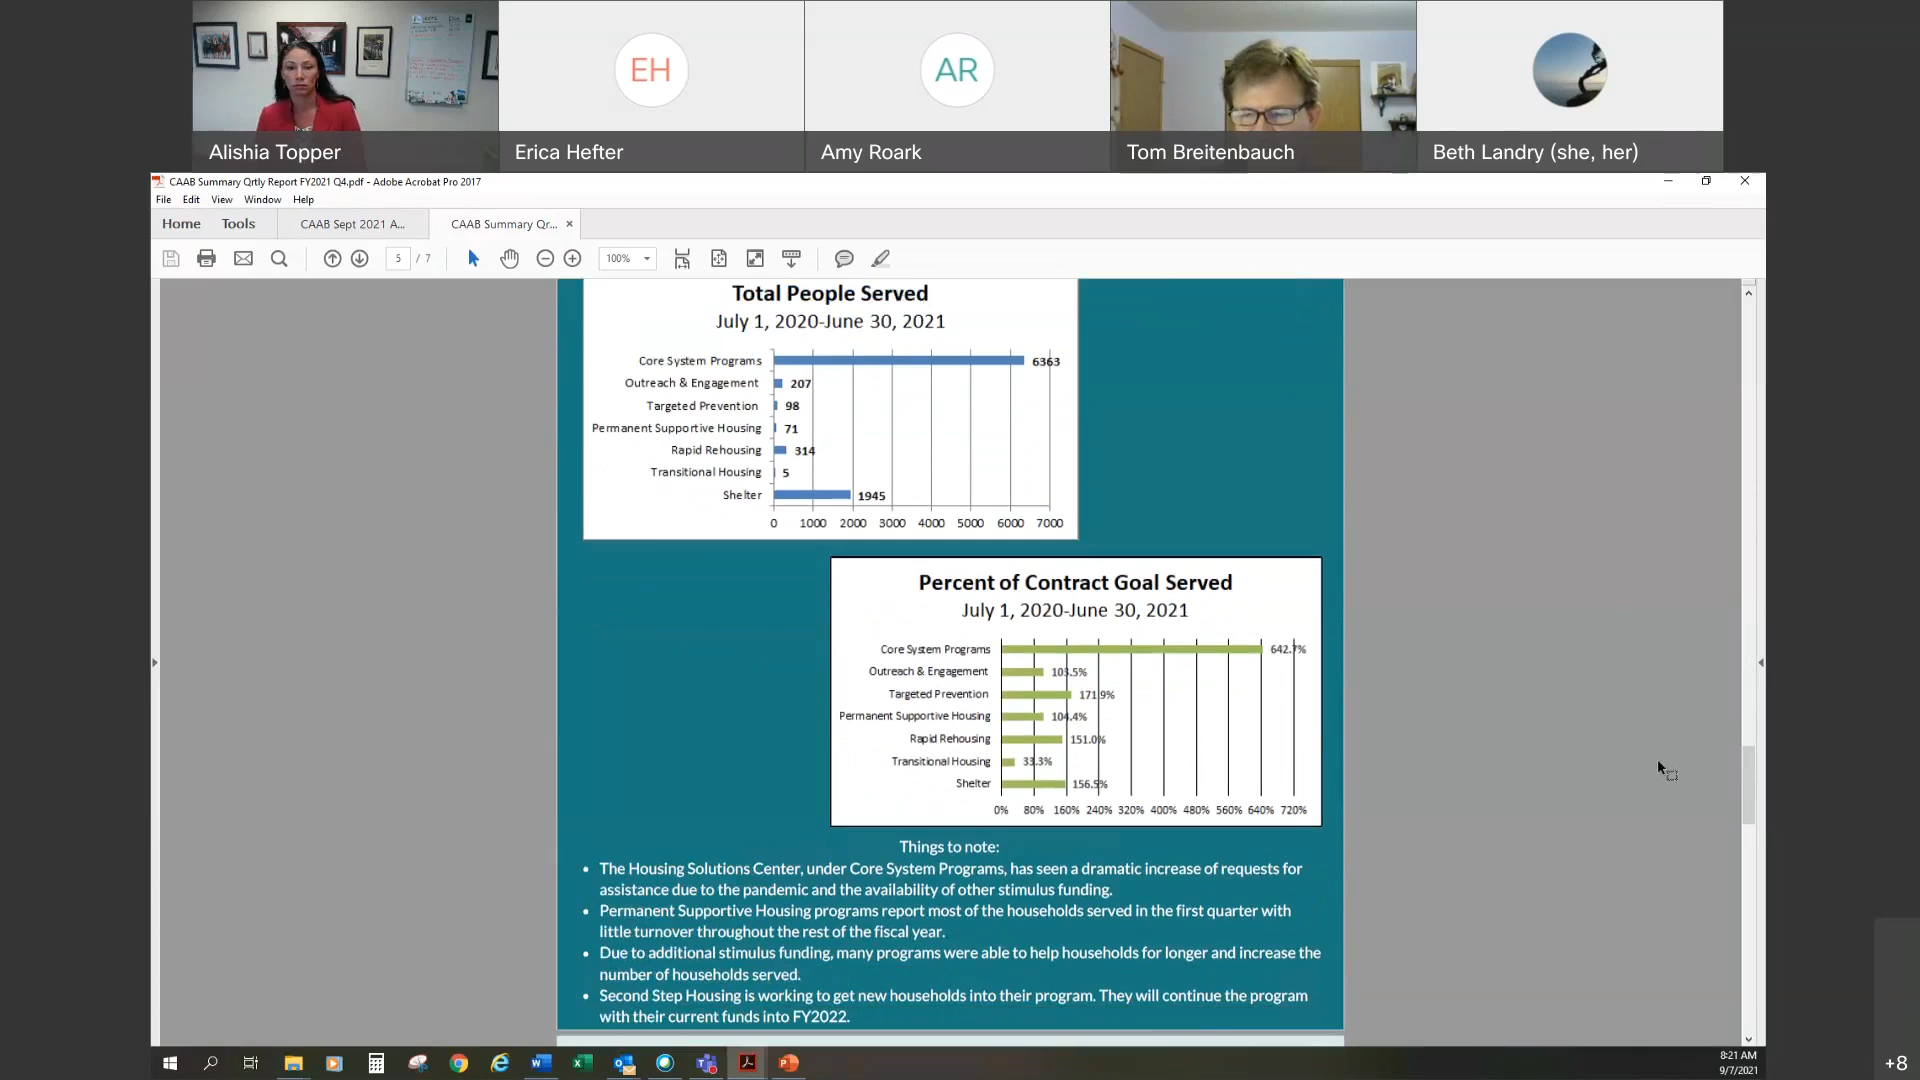 EH
AR
Alishia Topper
Erica Hefter
Amy Roark
Tom Breitenbauch
Beth Landry (she, her)
CAAB Summary Qrtly Report FY2021 Q4.pdf - Adobe Acrobat Pro 2017
File Edit View Window Help
Home Tools CAAB Sept 2021 A... CAAB Summary Qr... ×
5 / 7 100%
Total People Served
July 1, 2020-June 30, 2021
Core System Programs 6363
Outreach & Engagement 207
Targeted Prevention 98
Permanent Supportive Housing 71
Rapid Rehousing 314
Transitional Housing 5
Shelter 1945
0 1000 2000 3000 4000 5000 6000 7000
Percent of Contract Goal Served
July 1, 2020-June 30, 2021
Core System Programs 642.7%
Outreach & Engagement 103.5%
Targeted Prevention 171.9%
Permanent Supportive Housing 104.4%
Rapid Rehousing 151.0%
Transitional Housing 33.3%
Shelter 156.5%
0% 80% 160% 240% 320% 400% 480% 560% 640% 720%
Things to note:
• The Housing Solutions Center, under Core System Programs, has seen a dramatic increase of requests for
assistance due to the pandemic and the availability of other stimulus funding.
• Permanent Supportive Housing programs report most of the households served in the first quarter with
little turnover throughout the rest of the fiscal year.
• Due to additional stimulus funding, many programs were able to help households for longer and increase the
number of households served.
• Second Step Housing is working to get new households into their program. They will continue the program
with their current funds into FY2022.
8:21 AM
9/7/2021
+8